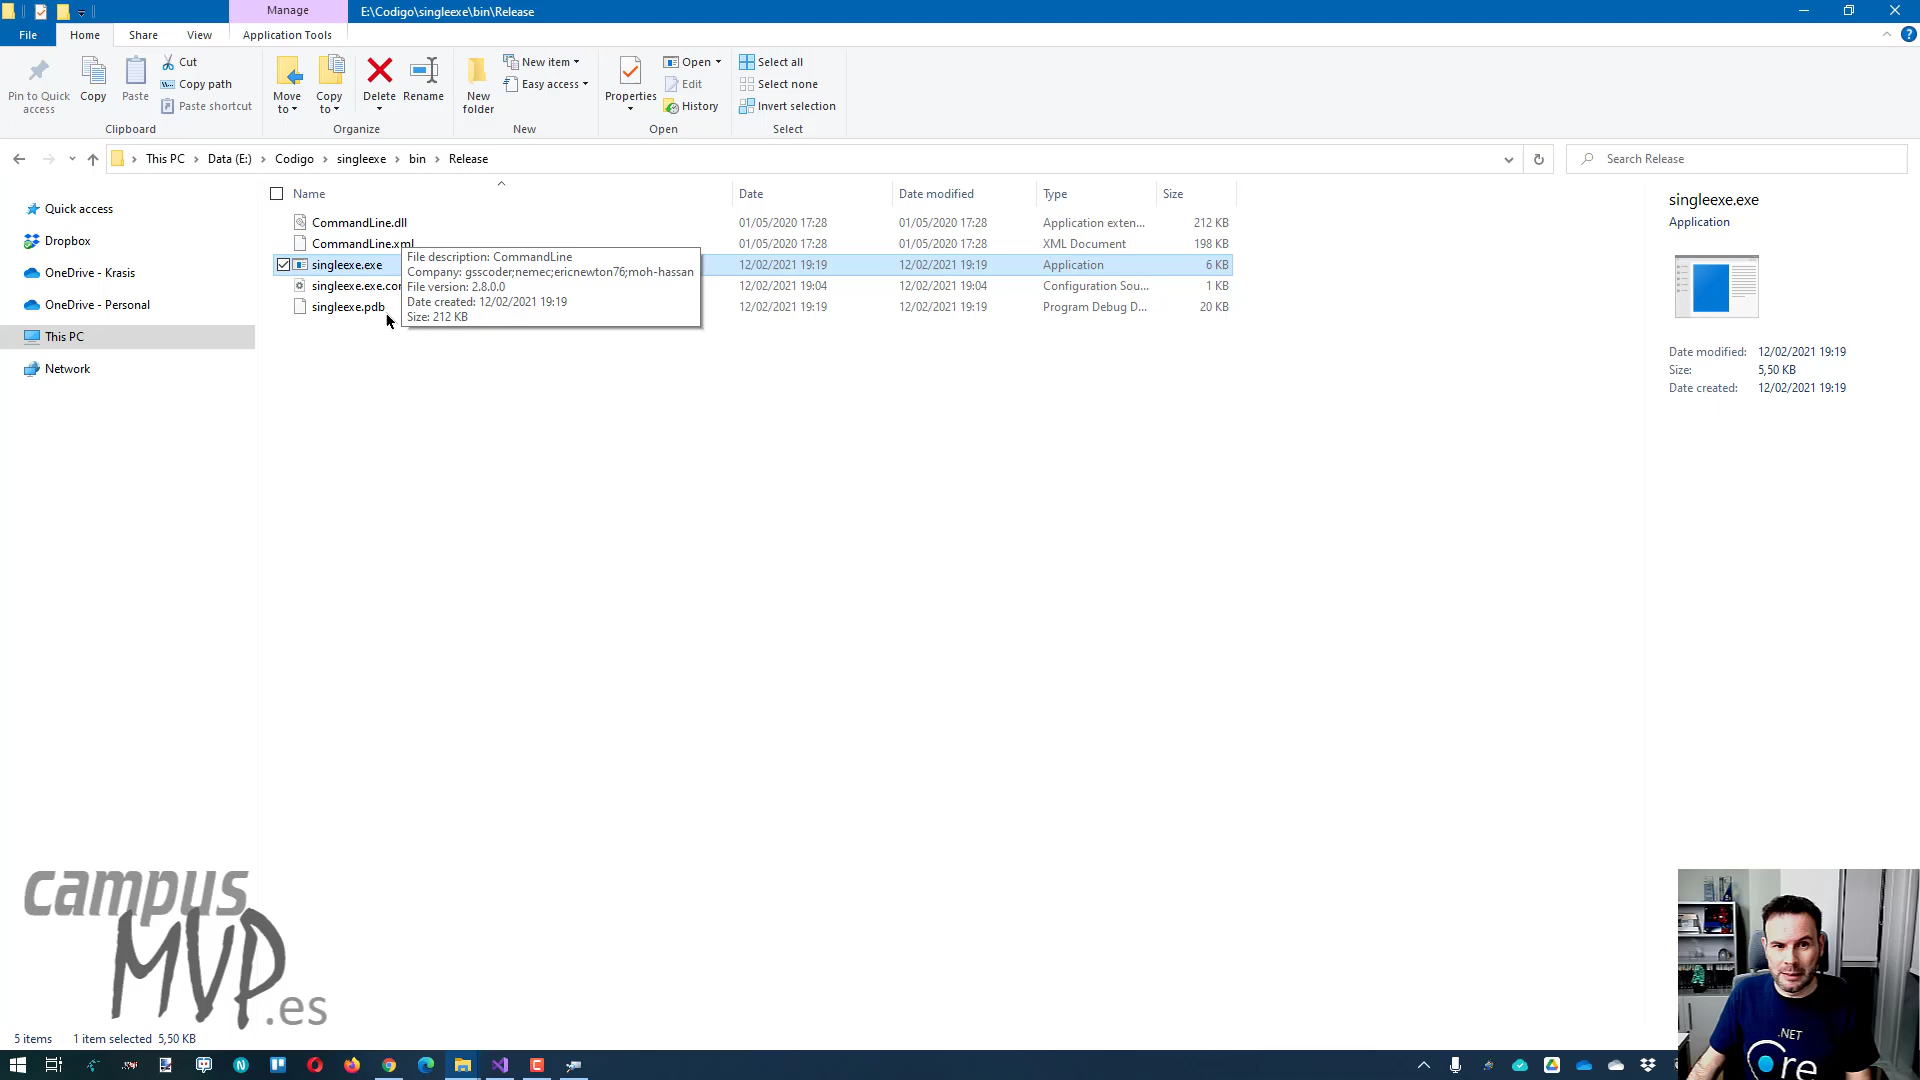 Manage
E:\Codigo\singleexe\bin\Release
File
Home
Share
View
Application Tools
Pin to Quick access
Copy
Paste
Cut
Copy path
Paste shortcut
Clipboard
Move to
Copy to
Delete
Rename
Organize
New folder
New item
Easy access
New
Properties
Open
Edit
History
Open
Select all
Select none
Invert selection
Select
This PC
Data (E:)
Codigo
singleexe
bin
Release
Search Release
Quick access
Dropbox
OneDrive - Krasis
OneDrive - Personal
This PC
Network
Name Date Date modified Type Size
CommandLine.dll 01/05/2020 17:28 01/05/2020 17:28 Application exten... 212 KB
CommandLine.xml 01/05/2020 17:28 01/05/2020 17:28 XML Document 198 KB
singleexe.exe 12/02/2021 19:19 12/02/2021 19:19 Application 6 KB
singleexe.exe.con 12/02/2021 19:04 12/02/2021 19:04 Configuration Sou... 1 KB
singleexe.pdb 12/02/2021 19:19 12/02/2021 19:19 Program Debug D... 20 KB
File description: CommandLine
Company: gsscoder;nemec;ericnewton76;moh-hassan
File version: 2.8.0.0
Date created: 12/02/2021 19:19
Size: 212 KB
singleexe.exe
Application
Date modified: 12/02/2021 19:19
Size: 5,50 KB
Date created: 12/02/2021 19:19
campus
MVP.es
.NET
Core
5 items 1 item selected 5,50 KB